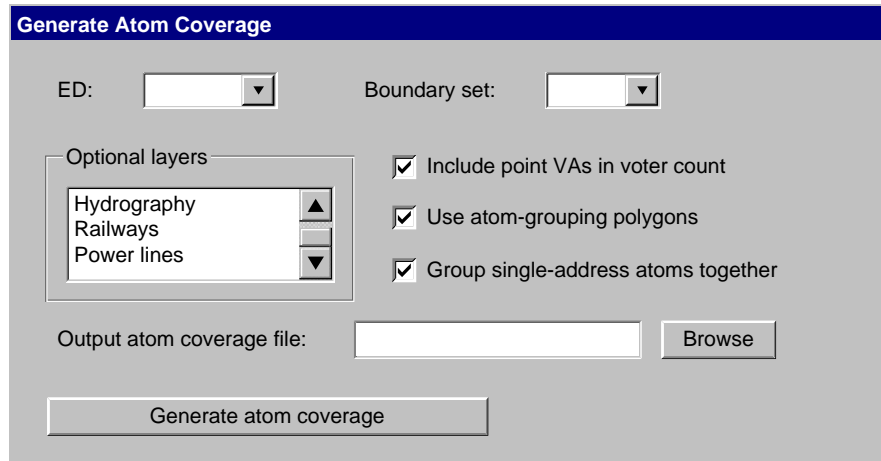 Generate Atom Coverage
ED:
Boundary set:
Optional layers
Hydrography
Railways
Power lines
Include point VAs in voter count
Use atom-grouping polygons
Group single-address atoms together
Output atom coverage file:
Browse
Generate atom coverage